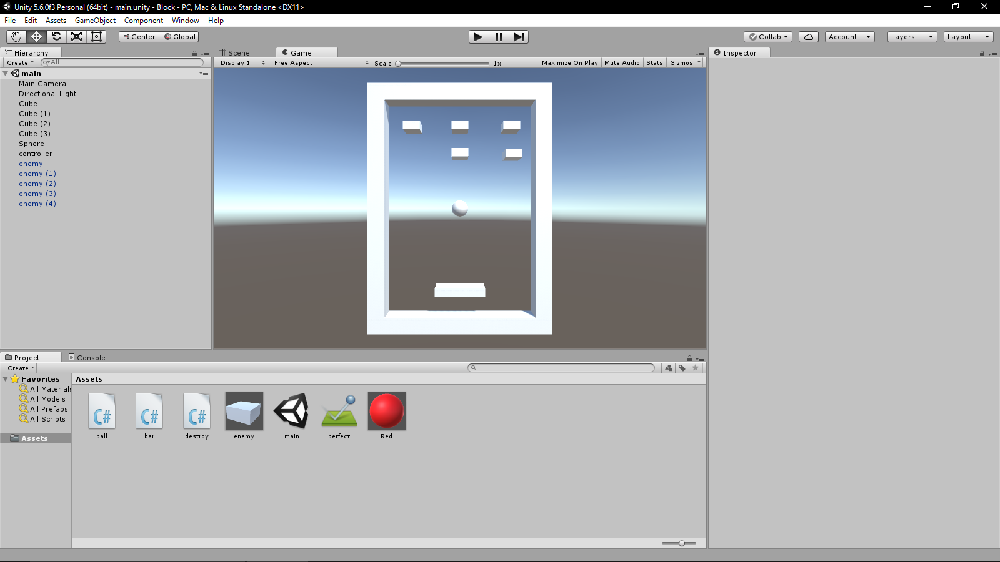 Unity 5.6.0f3 Personal (64bit) - main.unity - Block - PC, Mac & Linux Standalone <DX11>
File Edit Assets GameObject Component Window Help
Center Global Collab Account Layers Layout
Hierarchy
Create All
main
Main Camera
Directional Light
Cube
Cube (1)
Cube (2)
Cube (3)
Sphere
controller
enemy
enemy (1)
enemy (2)
enemy (3)
enemy (4)
Scene Game
Display 1 Free Aspect Scale 1x Maximize On Play Mute Audio Stats Gizmos
Inspector
Project Console
Create
Favorites
All Materials
All Models
All Prefabs
All Scripts
Assets
Assets
C# C# C#
ball bar destroy enemy main perfect Red